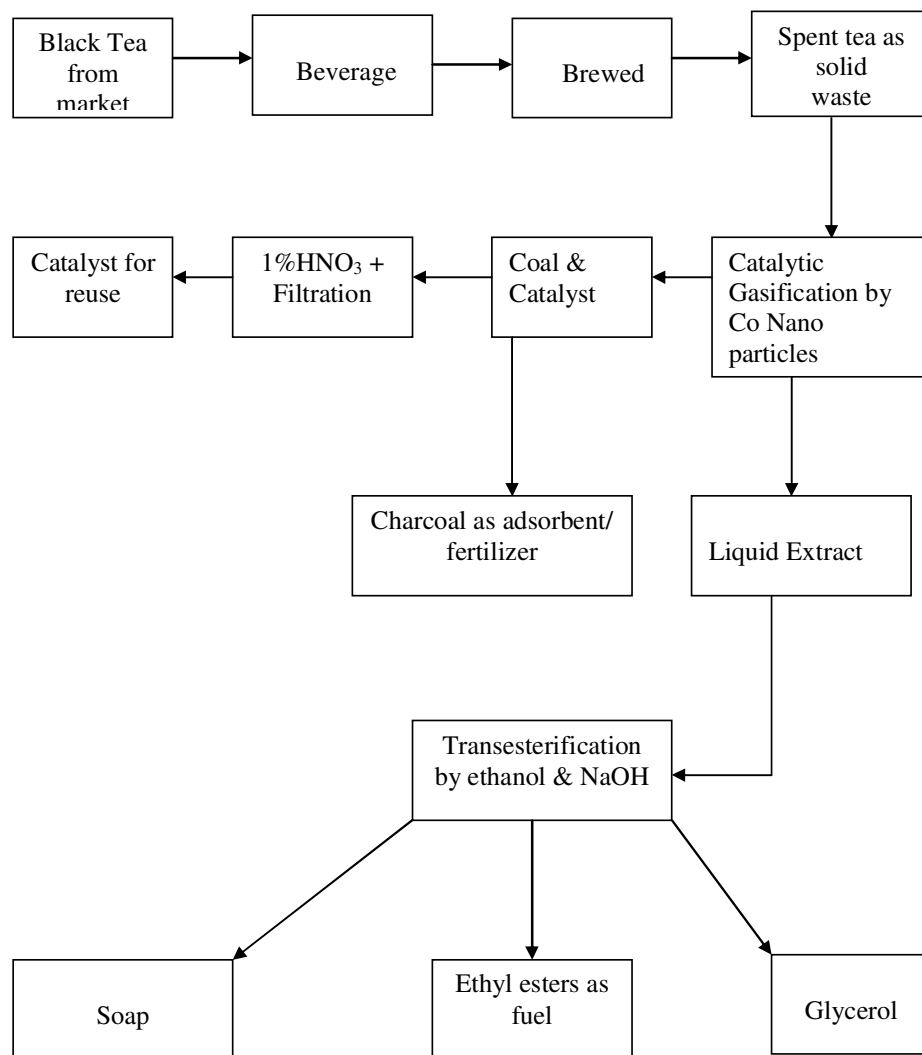 Black Tea
from
market
Beverage
Brewed
Spent tea as
solid
waste
Catalyst for
reuse
1%HNO₃ +
Filtration
Coal &
Catalyst
Catalytic
Gasification by
Co Nano
particles
Charcoal as adsorbent/
fertilizer
Liquid Extract
Transesterification
by ethanol & NaOH
Soap
Ethyl esters as
fuel
Glycerol